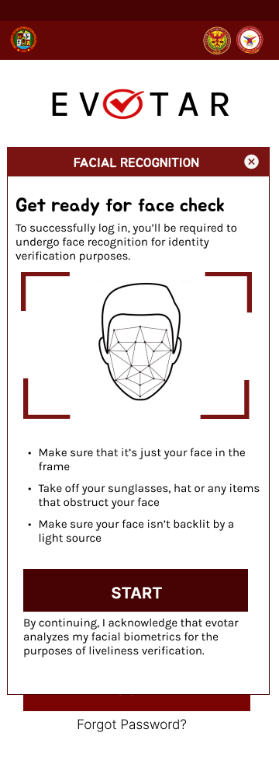 EVOTAR
FACIAL RECOGNITION
Get ready for face check
To successfully log in, you'll be required to
undergo face recognition for identity
verification purposes.
• Make sure that it's just your face in the
frame
• Take off your sunglasses, hat or any items
that obstruct your face
• Make sure your face isn't backlit by a
light source
START
By continuing, I acknowledge that evotar
analyzes my facial biometrics for the
purposes of liveliness verification.
Forgot Password?